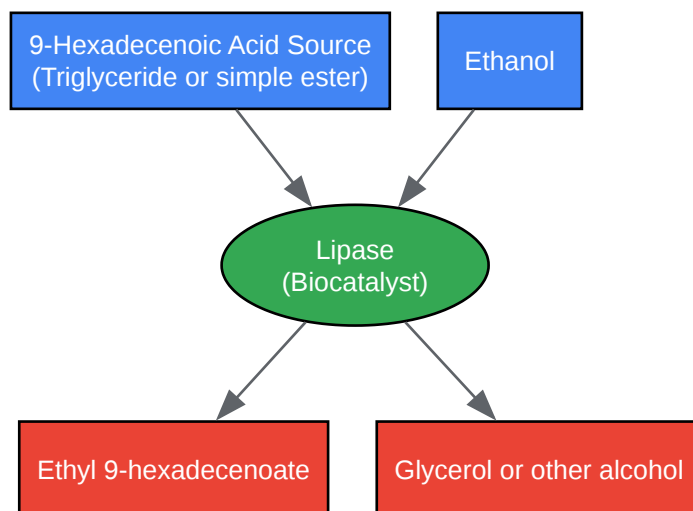 9-Hexadecenoic Acid Source
(Triglyceride or simple ester)
Ethanol
Lipase
(Biocatalyst)
Ethyl 9-hexadecenoate
Glycerol or other alcohol